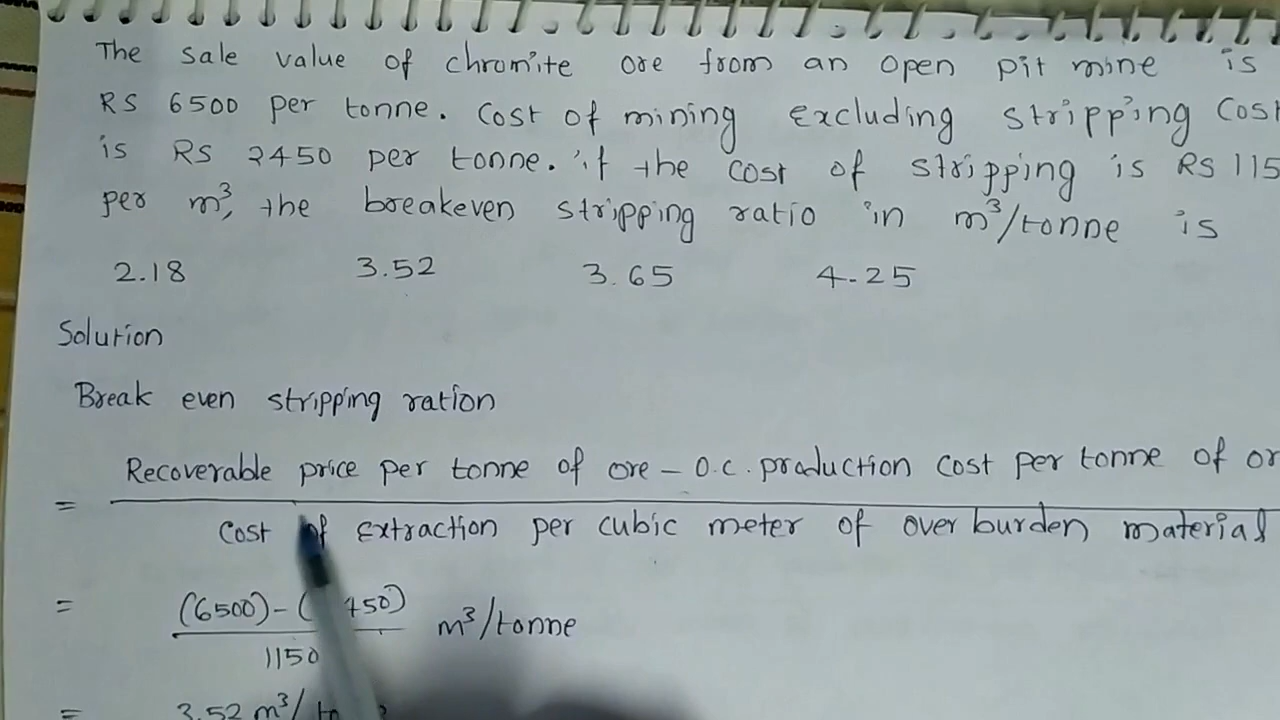 The sale value of chromite ore from an open pit mine is
RS 6500 per tonne. Cost of mining excluding stripping Cost
is RS 2450 per tonne. if the cost of stripping is RS 115
per m³, the breakeven stripping ratio in m³/tonne is
2.18 3.52 3.65 4.25
Solution
Break even stripping ration
Recoverable price per tonne of ore – O.C. production cost per tonne of or
=
Cost of extraction per cubic meter of over burden material
= (6500) - ( 450) m³/tonne
1150
= 3.52 m³/